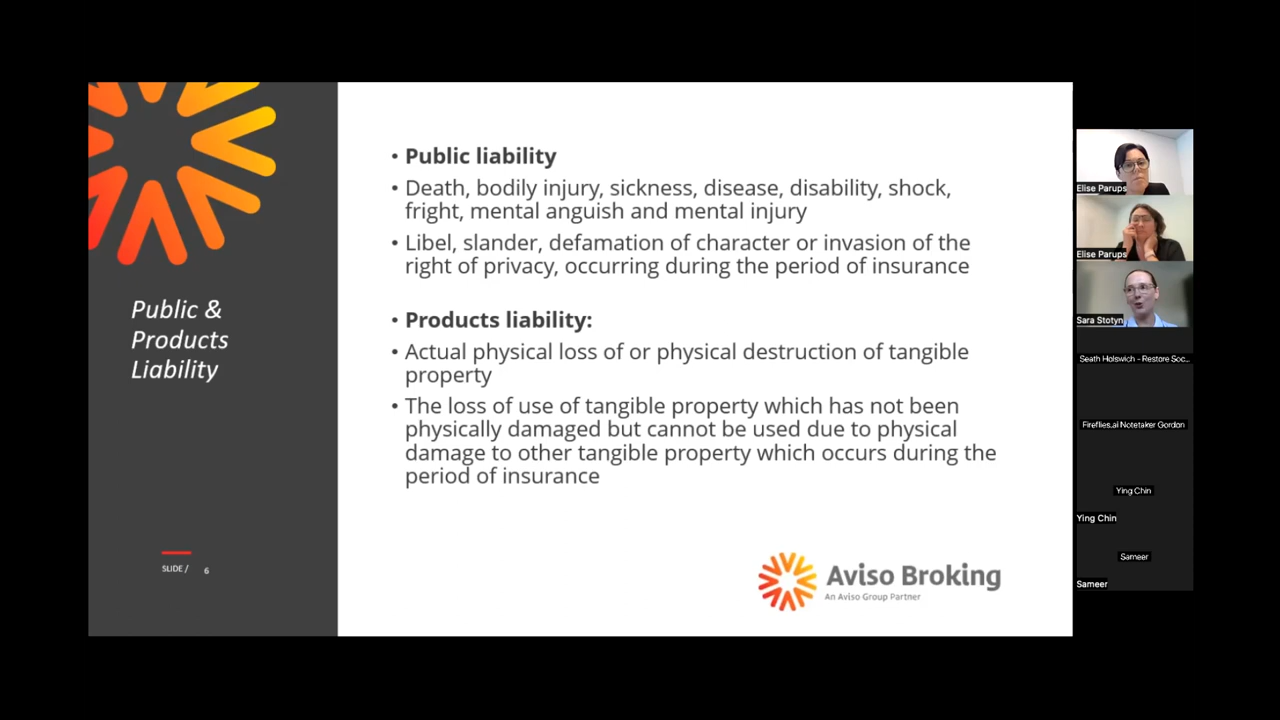 Public &
Products
Liability
SLIDE / 6
• Public liability
• Death, bodily injury, sickness, disease, disability, shock,
fright, mental anguish and mental injury
• Libel, slander, defamation of character or invasion of the
right of privacy, occurring during the period of insurance
• Products liability:
• Actual physical loss of or physical destruction of tangible
property
• The loss of use of tangible property which has not been
physically damaged but cannot be used due to physical
damage to other tangible property which occurs during the
period of insurance
Aviso Broking
An Aviso Group Partner
Elise Parups
Elise Parups
Sara Stotyn
Seath Holswich - Restore Soc...
Fireflies.ai Notetaker Gordon
Ying Chin
Ying Chin
Sameer
Sameer